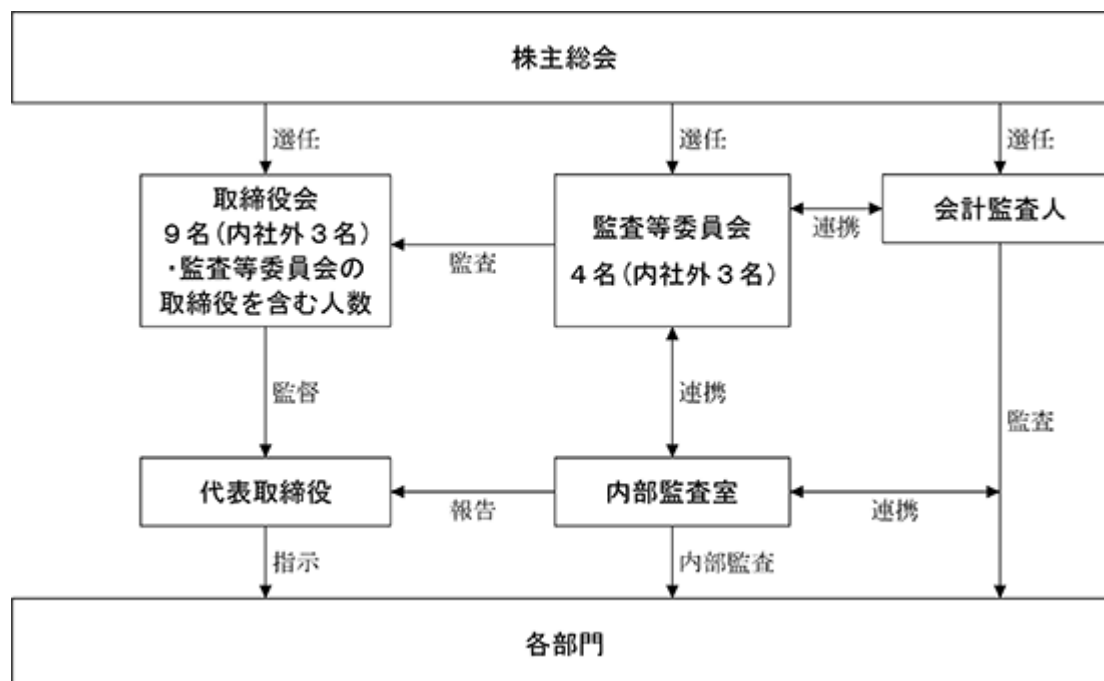 株主総会
選任
選任
選任
取締役会
9名(内社外3名)
・監査等委員会の
取締役を含む人数
監査
監査等委員会
4名(内社外3名)
連携
会計監査人
監督
連携
監査
代表取締役
報告
内部監査室
連携
指示
内部監査
各部門